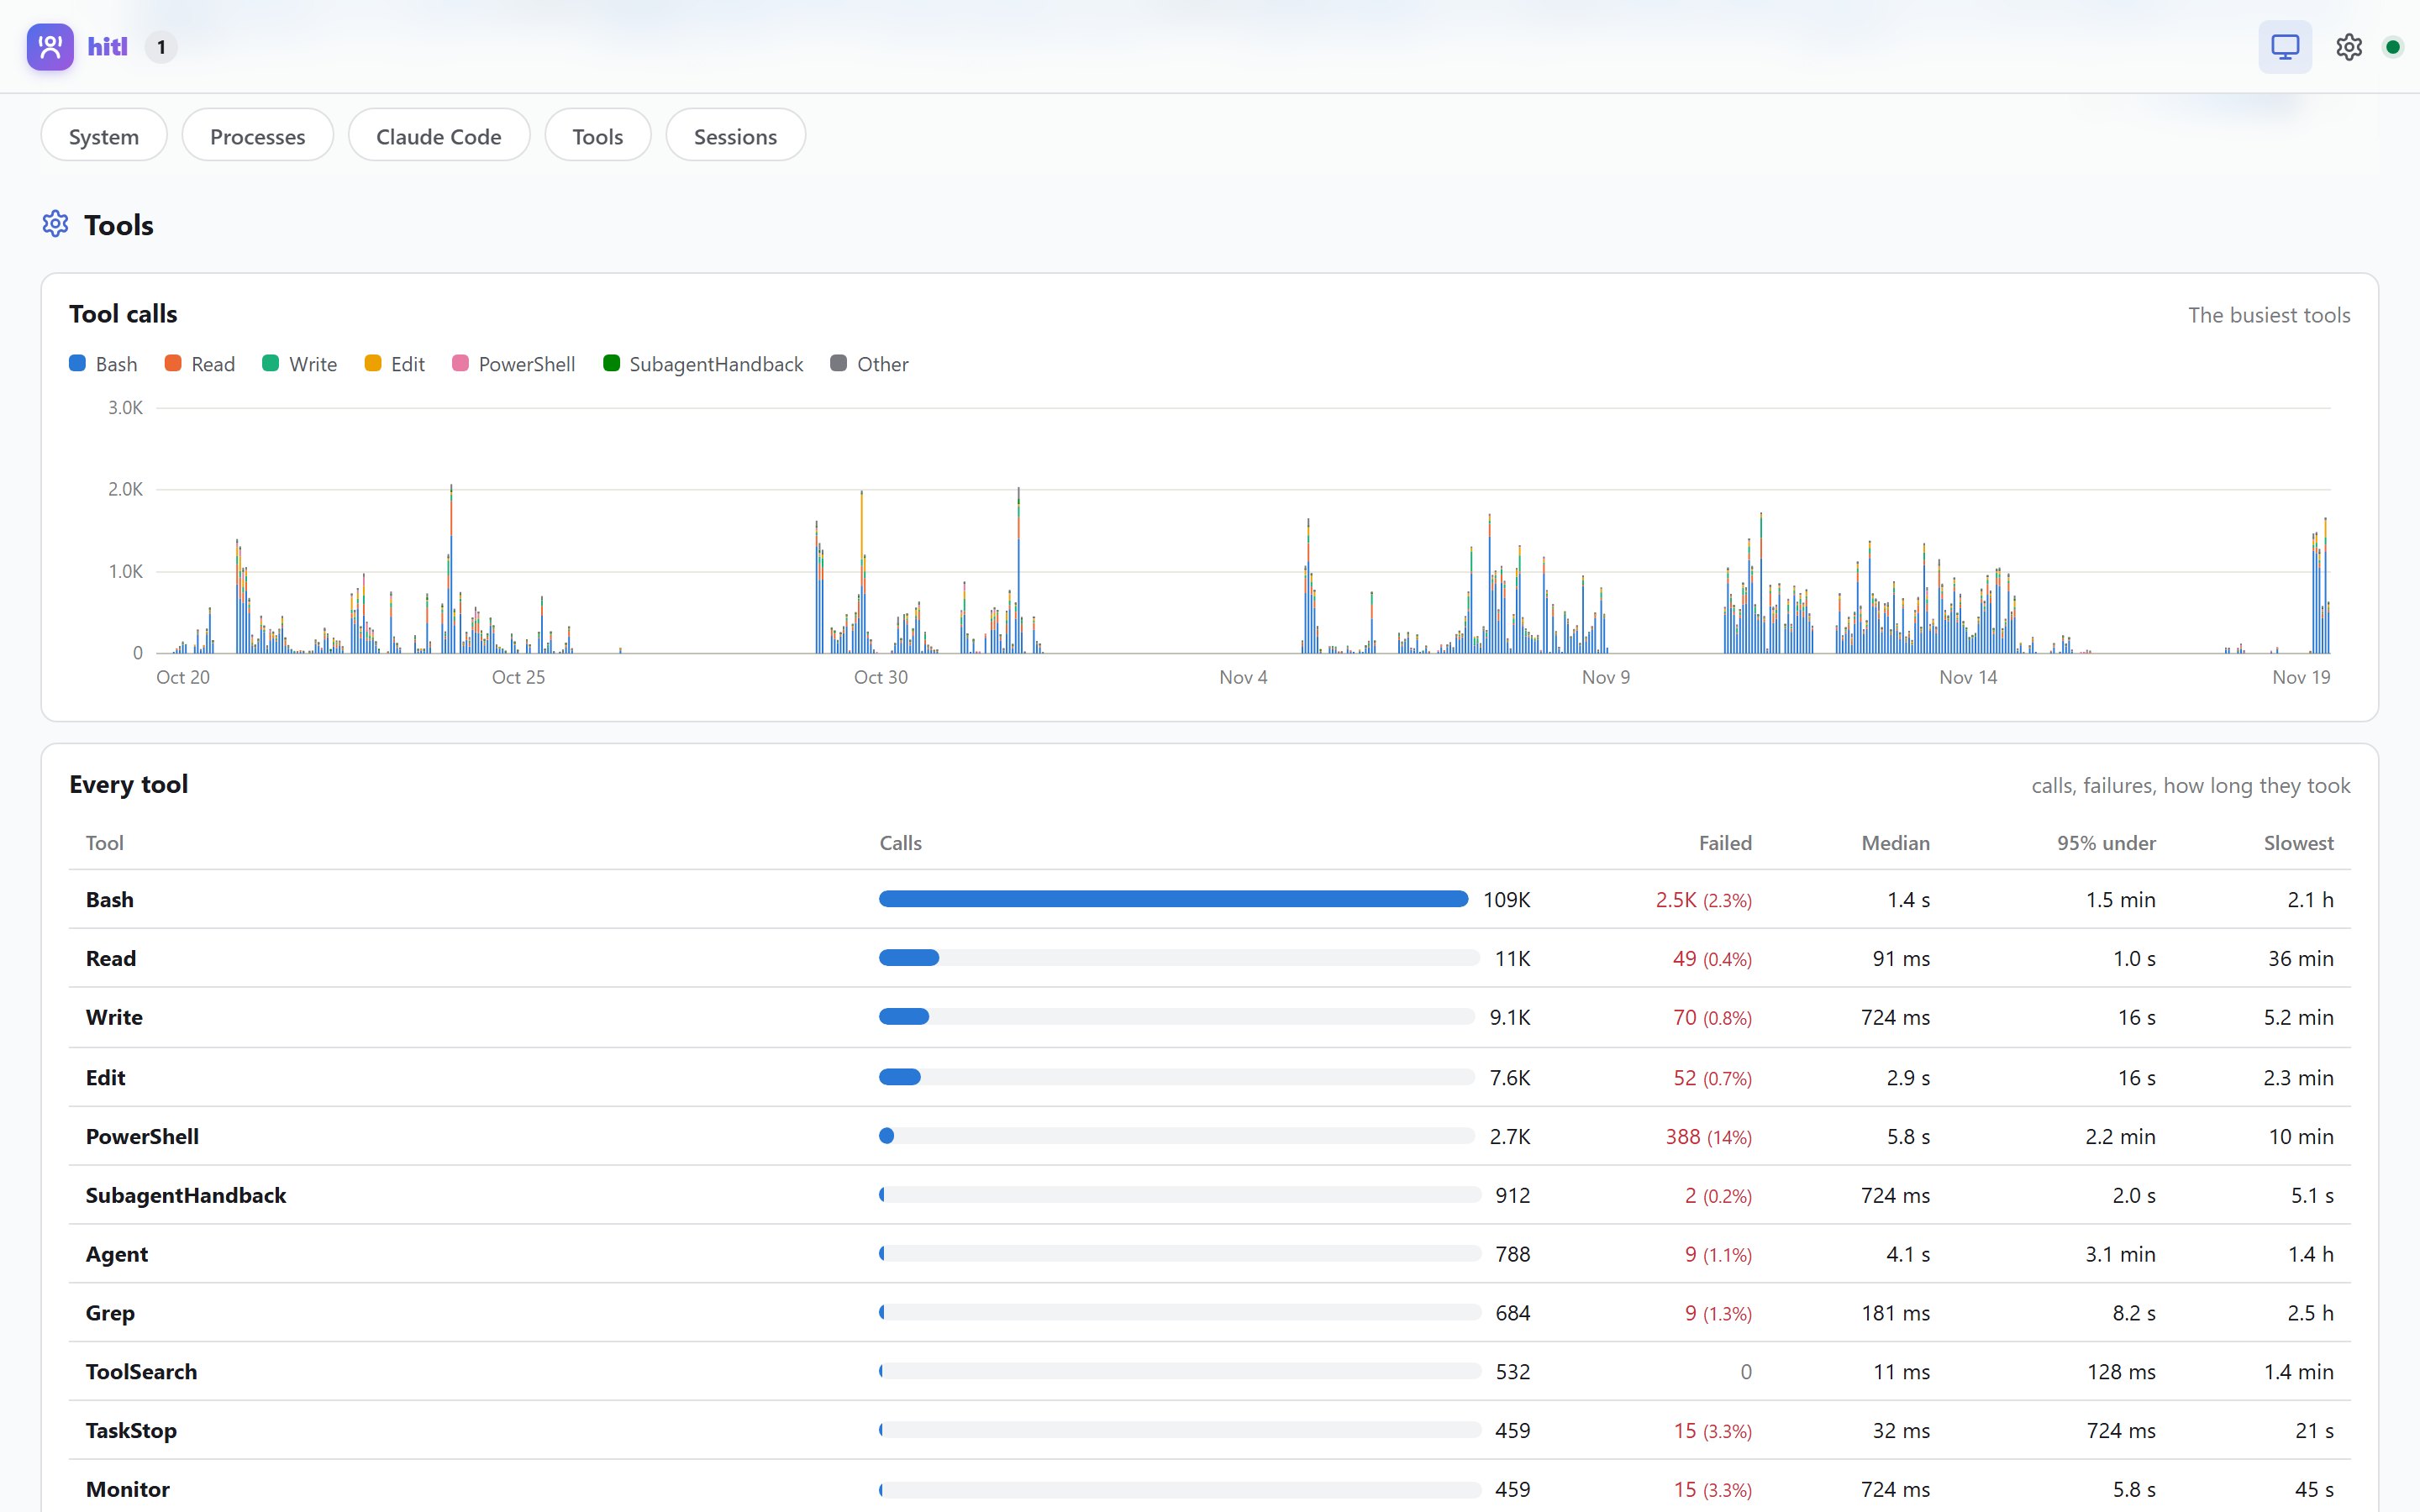 hitl 1
System Processes Claude Code Tools Sessions
Tools
Tool calls The busiest tools
Bash Read Write Edit PowerShell SubagentHandback Other
3.0K
2.0K
1.0K
0
Oct 20 Oct 25 Oct 30 Nov 4 Nov 9 Nov 14 Nov 19
Every tool calls, failures, how long they took
Tool Calls Failed Median 95% under Slowest
Bash 109K 2.5K (2.3%) 1.4 s 1.5 min 2.1 h
Read 11K 49 (0.4%) 91 ms 1.0 s 36 min
Write 9.1K 70 (0.8%) 724 ms 16 s 5.2 min
Edit 7.6K 52 (0.7%) 2.9 s 16 s 2.3 min
PowerShell 2.7K 388 (14%) 5.8 s 2.2 min 10 min
SubagentHandback 912 2 (0.2%) 724 ms 2.0 s 5.1 s
Agent 788 9 (1.1%) 4.1 s 3.1 min 1.4 h
Grep 684 9 (1.3%) 181 ms 8.2 s 2.5 h
ToolSearch 532 0 11 ms 128 ms 1.4 min
TaskStop 459 15 (3.3%) 32 ms 724 ms 21 s
Monitor 459 15 (3.3%) 724 ms 5.8 s 45 s